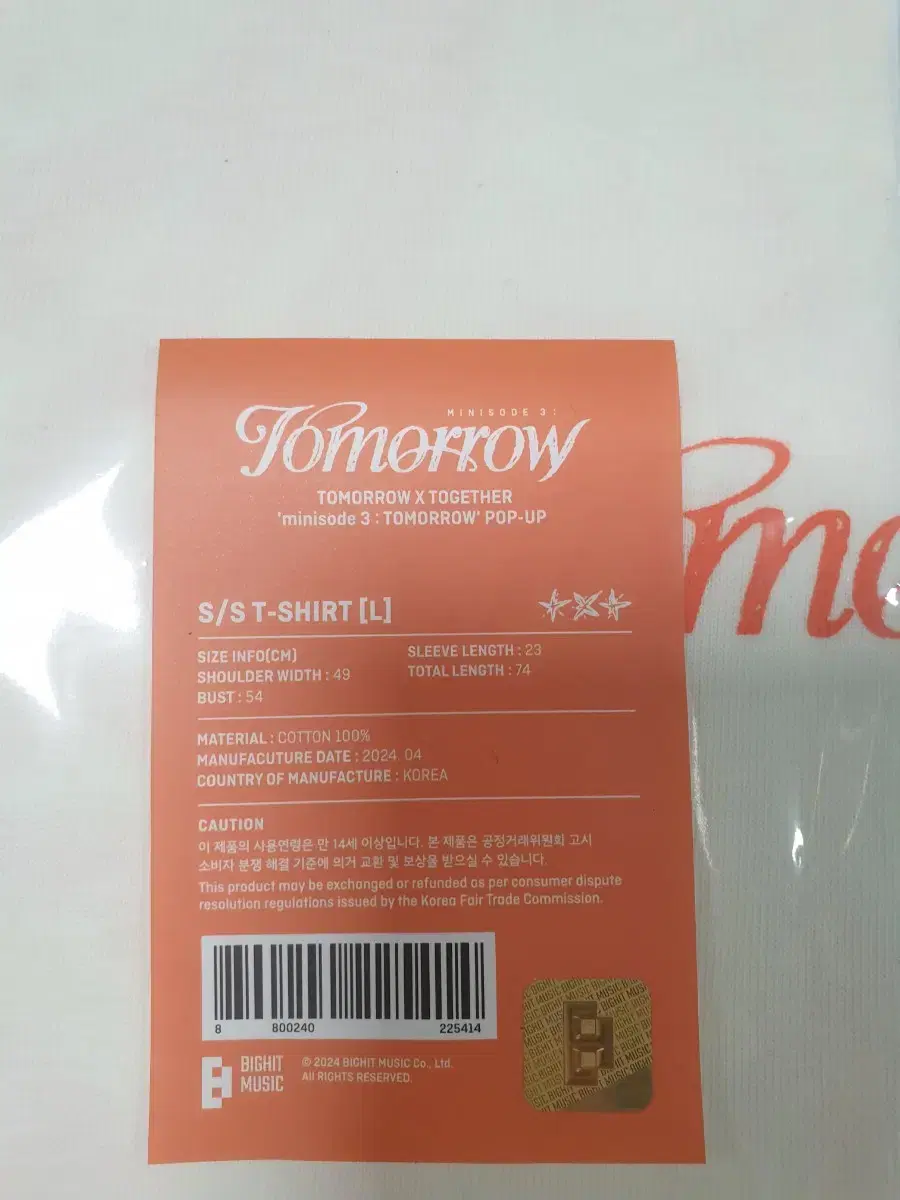 MINISODE 3:
Tomorrow
TOMORROW X TOGETHER
'minisode 3 : TOMORROW' POP-UP
S/S T-SHIRT [L]
SIZE INFO(CM)
SHOULDER WIDTH : 49
BUST : 54
SLEEVE LENGTH : 23
TOTAL LENGTH : 74
MATERIAL : COTTON 100%
MANUFACUTURE DATE : 2024. 04
COUNTRY OF MANUFACTURE : KOREA
CAUTION
이 제품의 사용연령은 만 14세 이상입니다. 본 제품은 공정거래위원회 고시
소비자 분쟁 해결 기준에 의거 교환 및 보상을 받으실 수 있습니다.
This product may be exchanged or refunded as per consumer dispute
resolution regulations issued by the Korea Fair Trade Commission.
8 800240 225414
BIGHIT
MUSIC
© 2024 BIGHIT MUSIC Co., Ltd.
All RIGHTS RESERVED.
BIGHIT MUSIC
mo